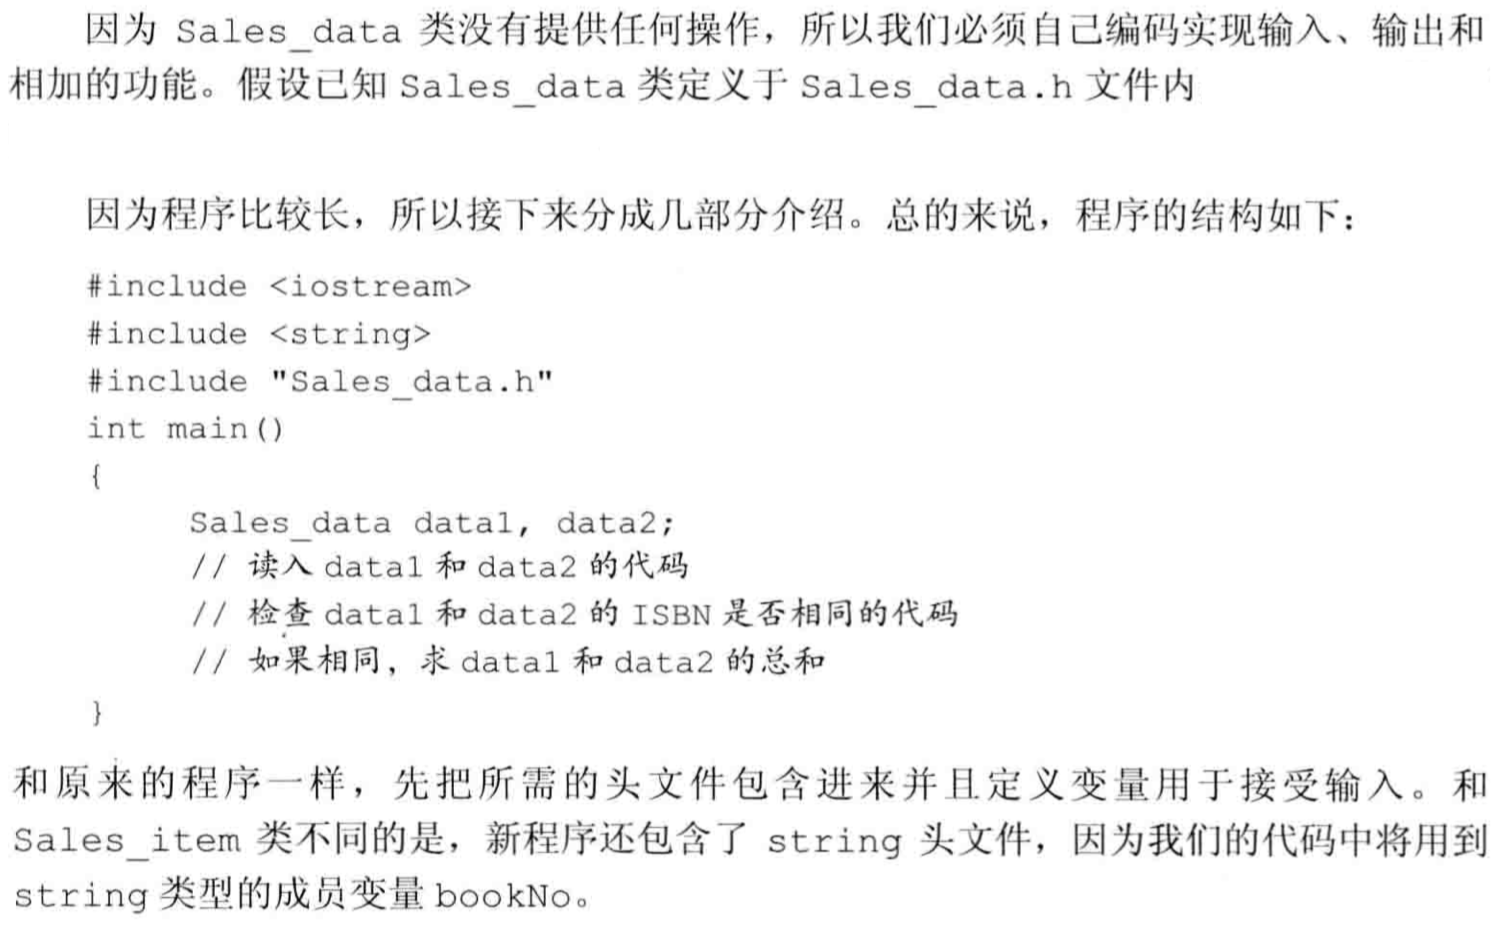 因为 Sales_data 类没有提供任何操作，所以我们必须自己编码实现输入、输出和
相加的功能。假设已知 Sales_data 类定义于 Sales_data.h 文件内
因为程序比较长，所以接下来分成几部分介绍。总的来说，程序的结构如下：
#include <iostream>
#include <string>
#include "Sales_data.h"
int main()
{
Sales_data data1, data2;
// 读入 data1 和 data2 的代码
// 检查 data1 和 data2 的 ISBN 是否相同的代码
// 如果相同，求 data1 和 data2 的总和
}
和原来的程序一样，先把所需的头文件包含进来并且定义变量用于接受输入。和
Sales_item 类不同的是，新程序还包含了 string 头文件，因为我们的代码中将用到
string 类型的成员变量 bookNo。